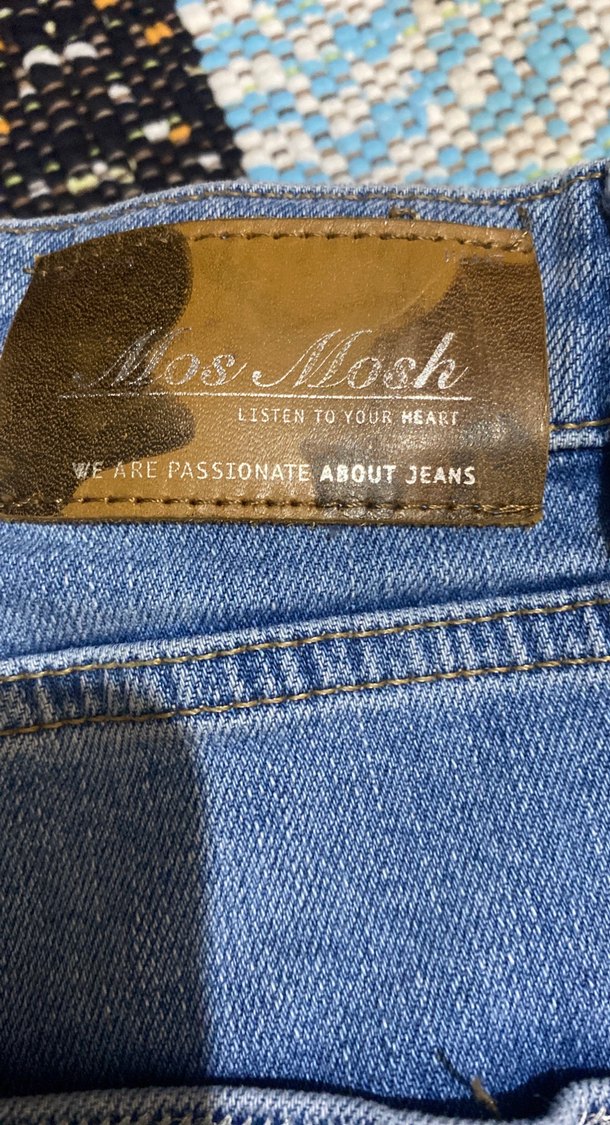 Mos Mosh
LISTEN TO YOUR HEART
WE ARE PASSIONATE ABOUT JEANS